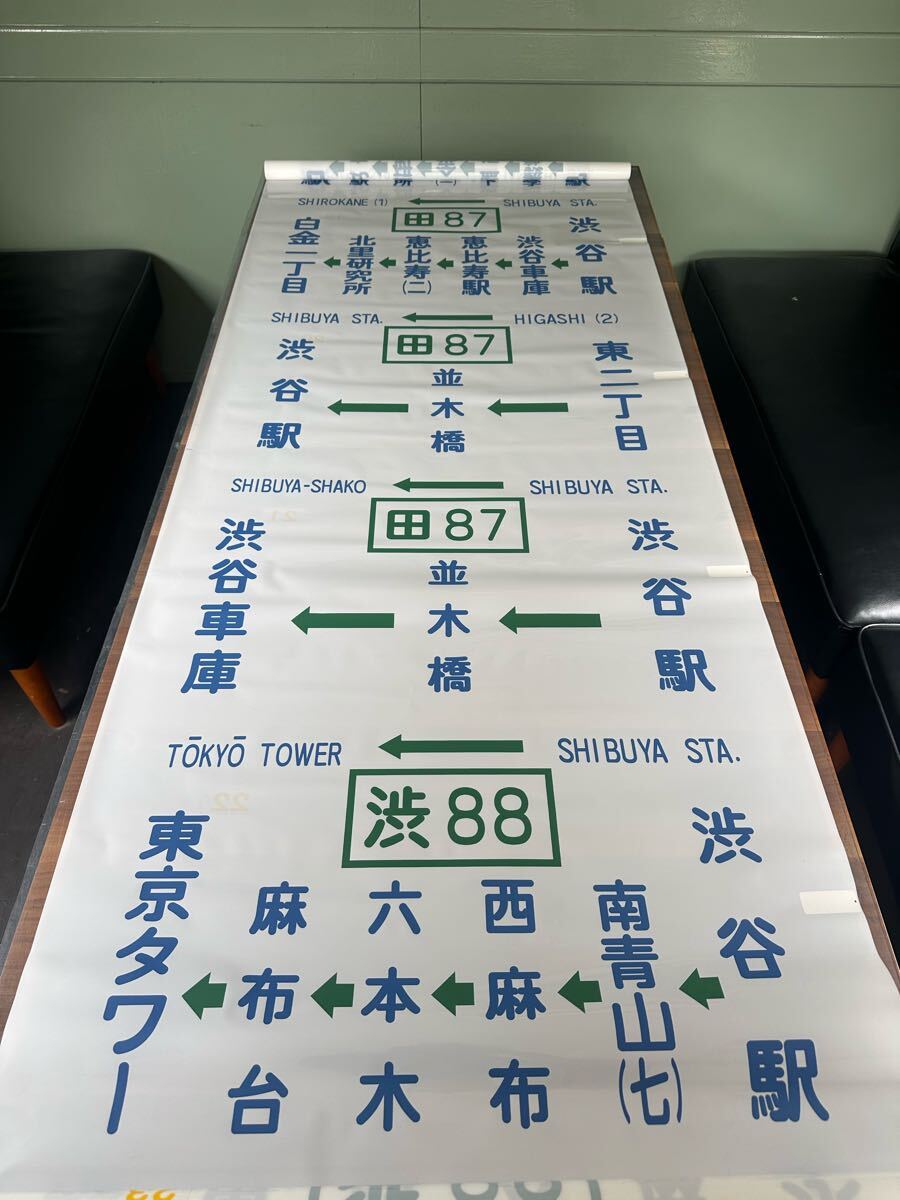 SHIROKANE (1) SHIBUYA STA.
田87
渋谷駅
渋谷車庫
恵比寿駅
恵比寿(二)
北里研究所
白金一丁目
SHIBUYA STA. HIGASHI (2)
田87
東二丁目
並木橋
渋谷駅
SHIBUYA-SHAKO SHIBUYA STA.
21
田87
渋谷駅
並木橋
渋谷車庫
TŌKYŌ TOWER SHIBUYA STA.
22
渋88
渋谷駅
南青山(七)
西麻布
六本木
麻布台
東京タワー